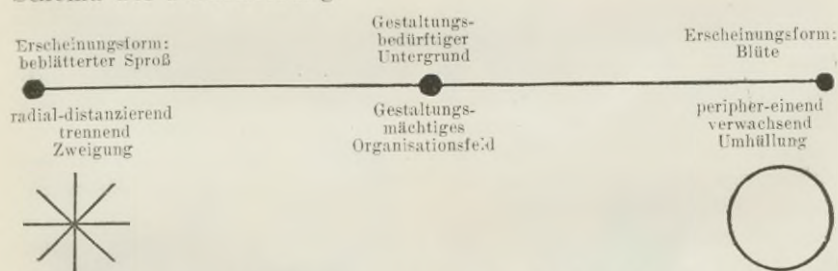 Erscheinungsform:
beblätterter Sproß
Gestaltungs-
bedürftiger
Untergrund
Erscheinungsform:
Blüte
radial-distanzierend
trennend
Zweigung
Gestaltungs-
mächtiges
Organisationsfeld
peripher-einend
verwachsend
Umhüllung